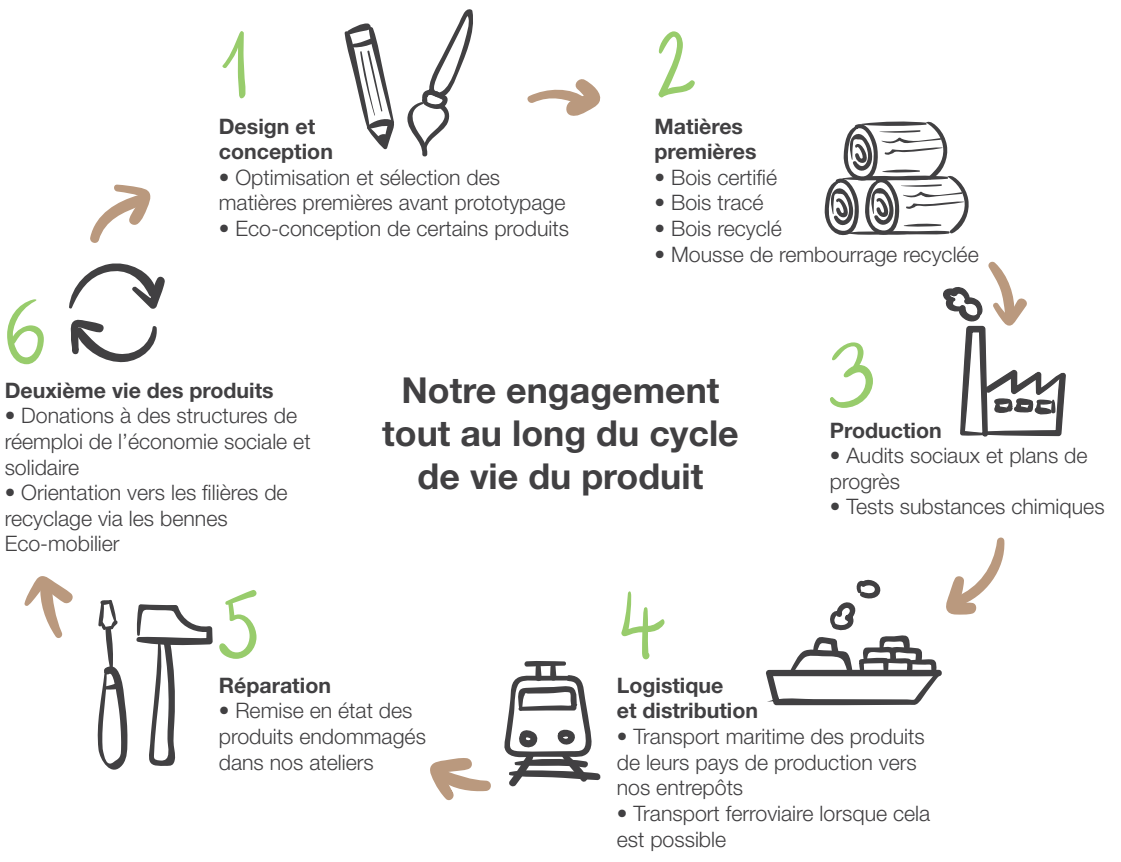 1
Design et
conception
• Optimisation et sélection des
matières premières avant prototypage
• Eco-conception de certains produits
2
Matières
premières
• Bois certifié
• Bois tracé
• Bois recyclé
• Mousse de rembourrage recyclée
3
Production
• Audits sociaux et plans de
progrès
• Tests substances chimiques
4
Logistique
et distribution
• Transport maritime des produits
de leurs pays de production vers
nos entrepôts
• Transport ferroviaire lorsque cela
est possible
5
Réparation
• Remise en état des
produits endommagés
dans nos ateliers
6
Deuxième vie des produits
• Donations à des structures de
réemploi de l’économie sociale et
solidaire
• Orientation vers les filières de
recyclage via les bennes
Eco-mobilier
Notre engagement
tout au long du cycle
de vie du produit